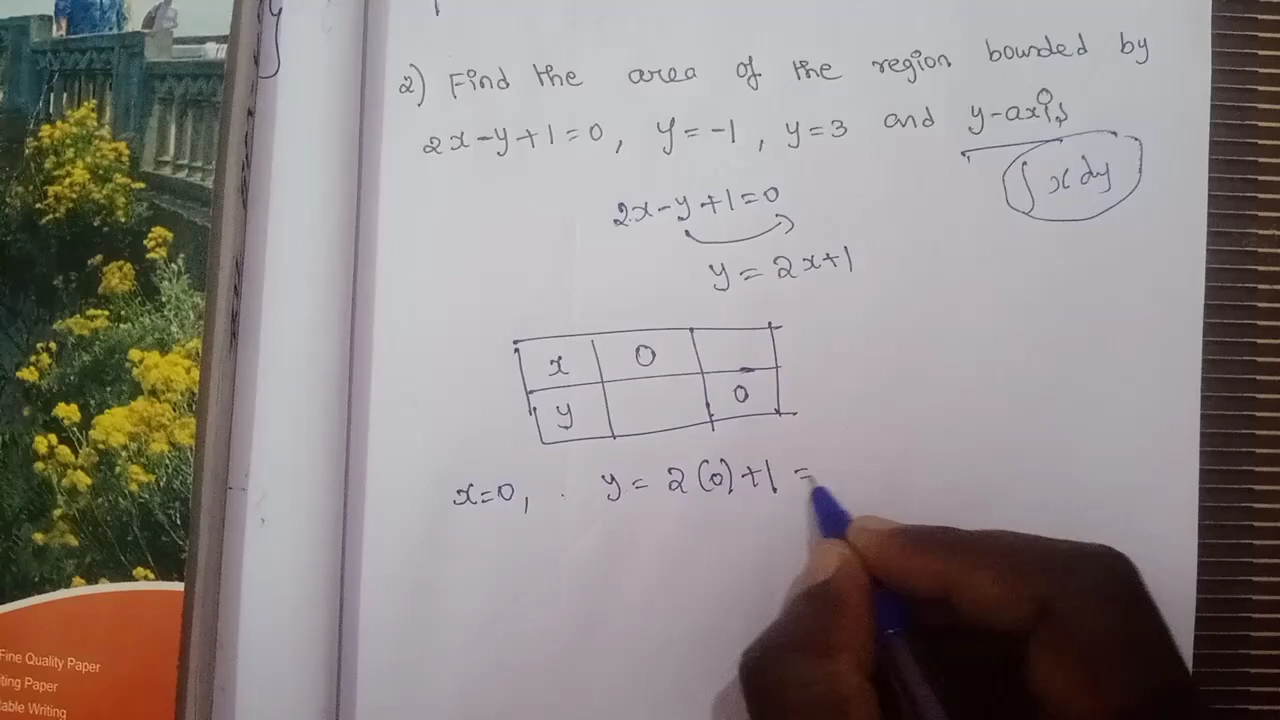 2) Find the area of the region bounded by
2x-y+1=0, y=-1, y=3 and y-axis
∫x dy
2x-y+1=0
y=2x+1
x 0
y 0
x=0, . y= 2(0)+1 =
Fine Quality Paper
iting Paper
able Writing